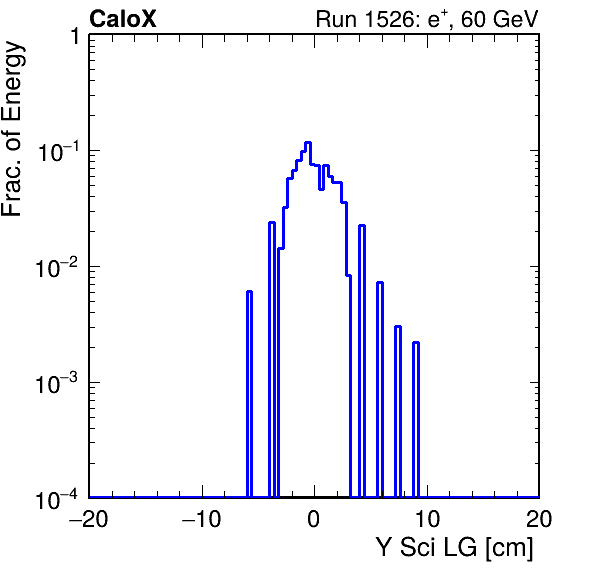 CaloX Run 1526: e⁺, 60 GeV
Frac. of Energy
1
10⁻¹
10⁻²
10⁻³
10⁻⁴
−20 −10 0 10 20
Y Sci LG [cm]